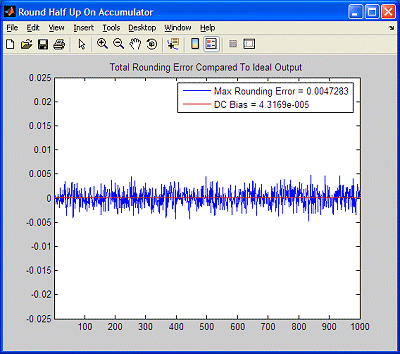 Round Half Up On Accumulator
File Edit View Insert Tools Desktop Window Help
Total Rounding Error Compared To Ideal Output
Max Rounding Error = 0.0047283
DC Bias = 4.3169e-005
0.025
0.02
0.015
0.01
0.005
0
-0.005
-0.01
-0.015
-0.02
-0.025
100 200 300 400 500 600 700 800 900 1000